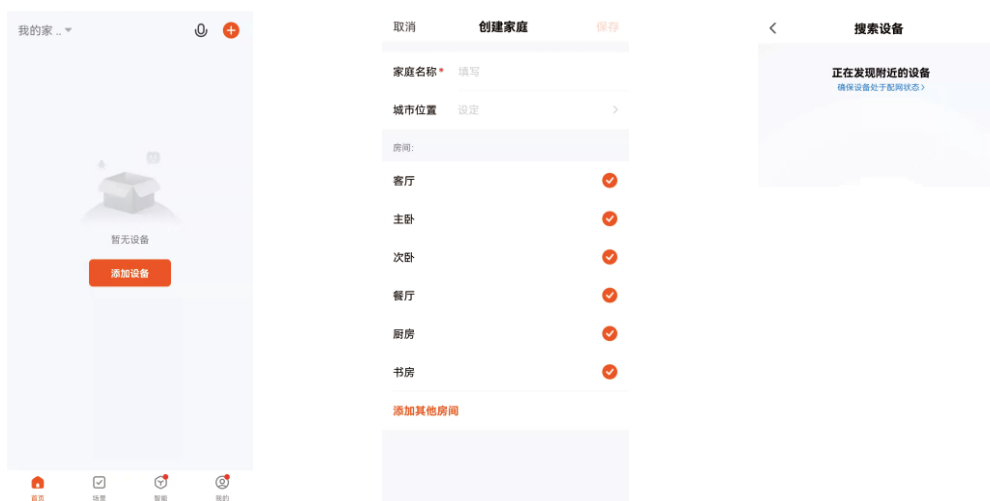 我的家 ..
暂无设备
添加设备
首页
场景
智能
我的
取消
创建家庭
保存
家庭名称*
填写
城市位置
设定
房间:
客厅
主卧
次卧
餐厅
厨房
书房
添加其他房间
搜索设备
正在发现附近的设备
确保设备处于配网状态>